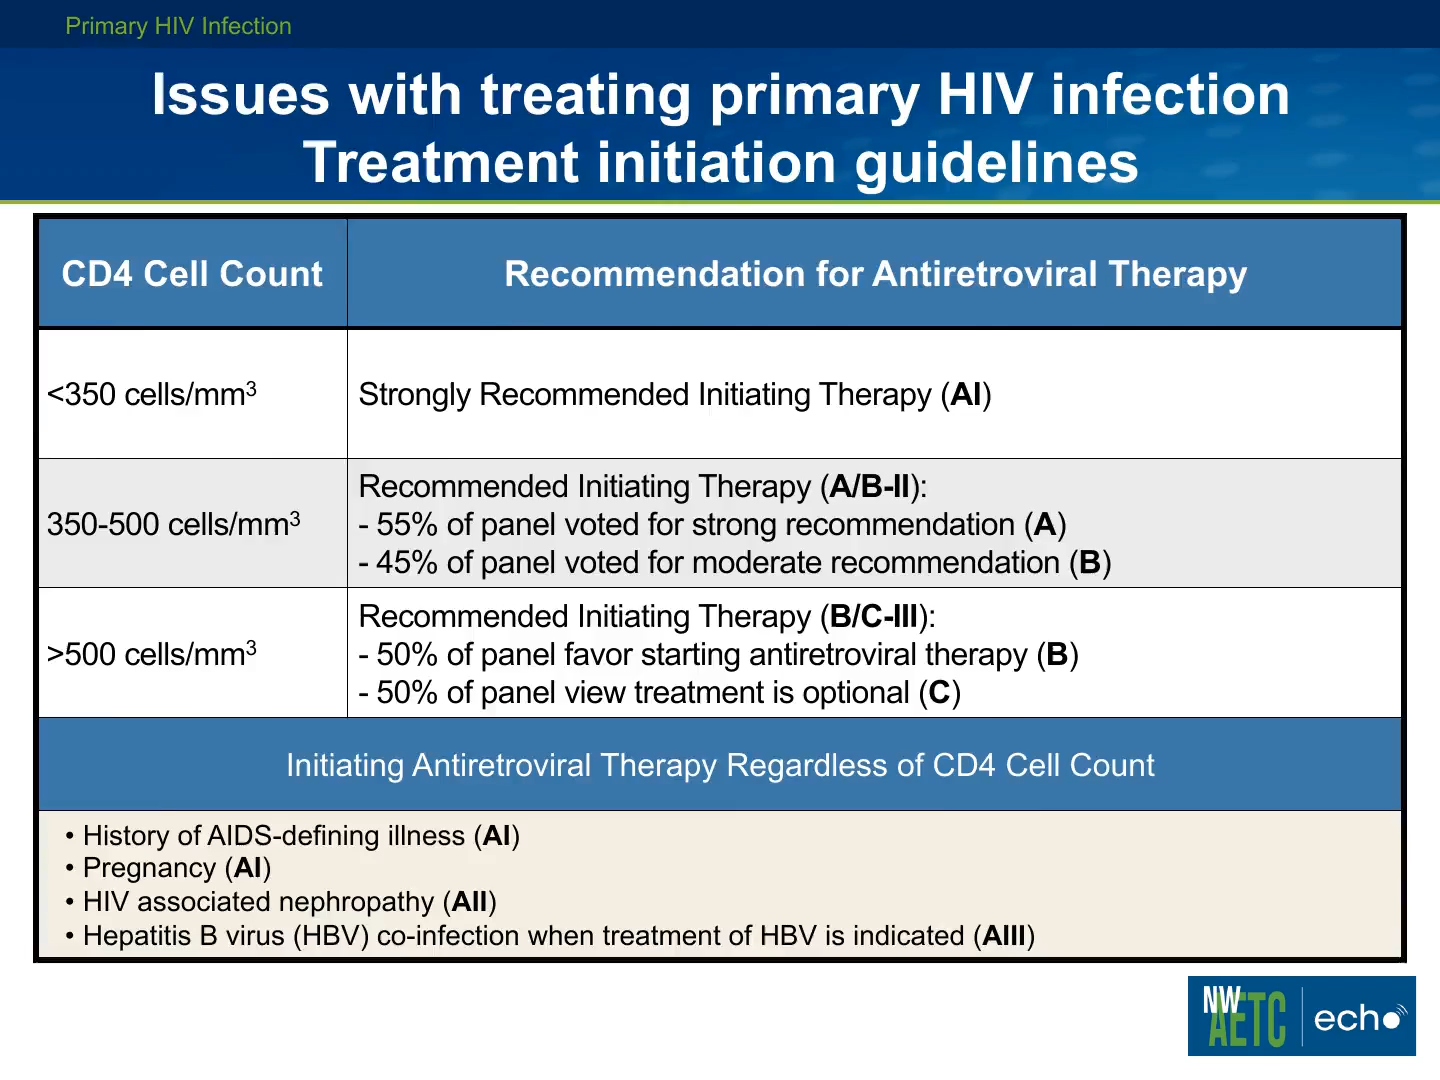 Primary HIV Infection
Issues with treating primary HIV infection
Treatment initiation guidelines
CD4 Cell Count
Recommendation for Antiretroviral Therapy
<350 cells/mm³
Strongly Recommended Initiating Therapy (AI)
350-500 cells/mm³
Recommended Initiating Therapy (A/B-II):
- 55% of panel voted for strong recommendation (A)
- 45% of panel voted for moderate recommendation (B)
>500 cells/mm³
Recommended Initiating Therapy (B/C-III):
- 50% of panel favor starting antiretroviral therapy (B)
- 50% of panel view treatment is optional (C)
Initiating Antiretroviral Therapy Regardless of CD4 Cell Count
• History of AIDS-defining illness (AI)
• Pregnancy (AI)
• HIV associated nephropathy (AII)
• Hepatitis B virus (HBV) co-infection when treatment of HBV is indicated (AIII)
NW
AETC
echo